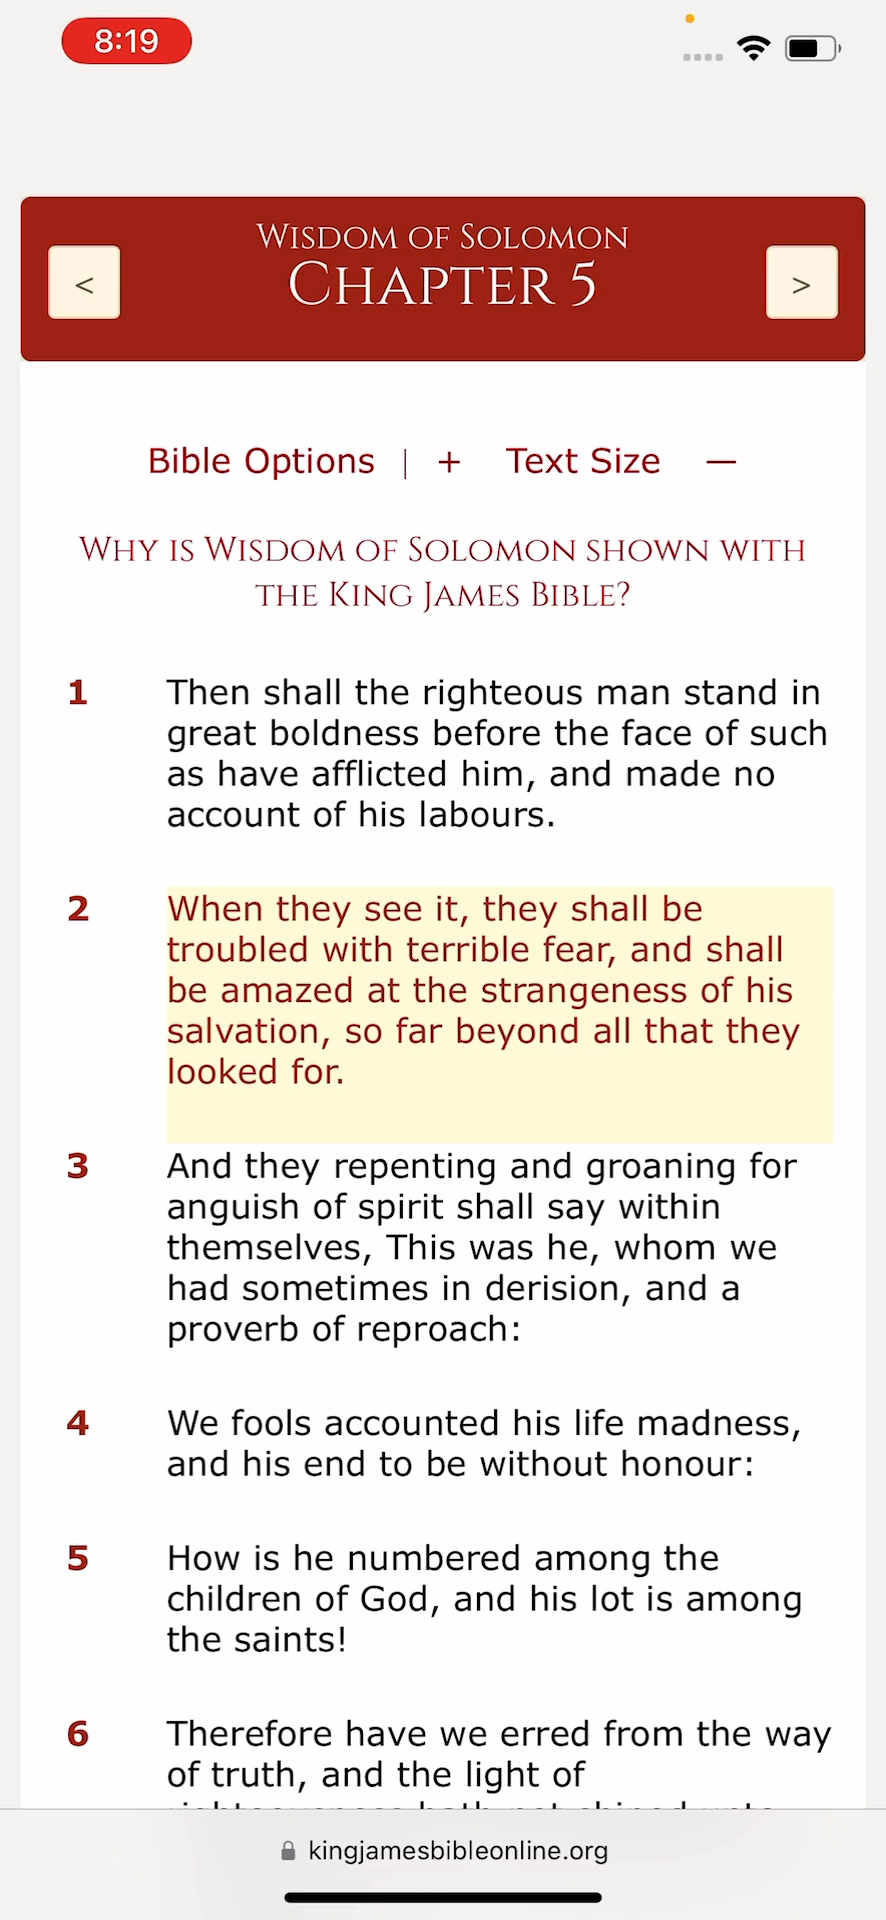 8:19
Wisdom of Solomon
Chapter 5
<
>
Bible Options | + Text Size —
Why is Wisdom of Solomon shown with
the King James Bible?
1 Then shall the righteous man stand in
great boldness before the face of such
as have afflicted him, and made no
account of his labours.
2 When they see it, they shall be
troubled with terrible fear, and shall
be amazed at the strangeness of his
salvation, so far beyond all that they
looked for.
3 And they repenting and groaning for
anguish of spirit shall say within
themselves, This was he, whom we
had sometimes in derision, and a
proverb of reproach:
4 We fools accounted his life madness,
and his end to be without honour:
5 How is he numbered among the
children of God, and his lot is among
the saints!
6 Therefore have we erred from the way
of truth, and the light of
righteousness hath not shined unto
kingjamesbibleonline.org